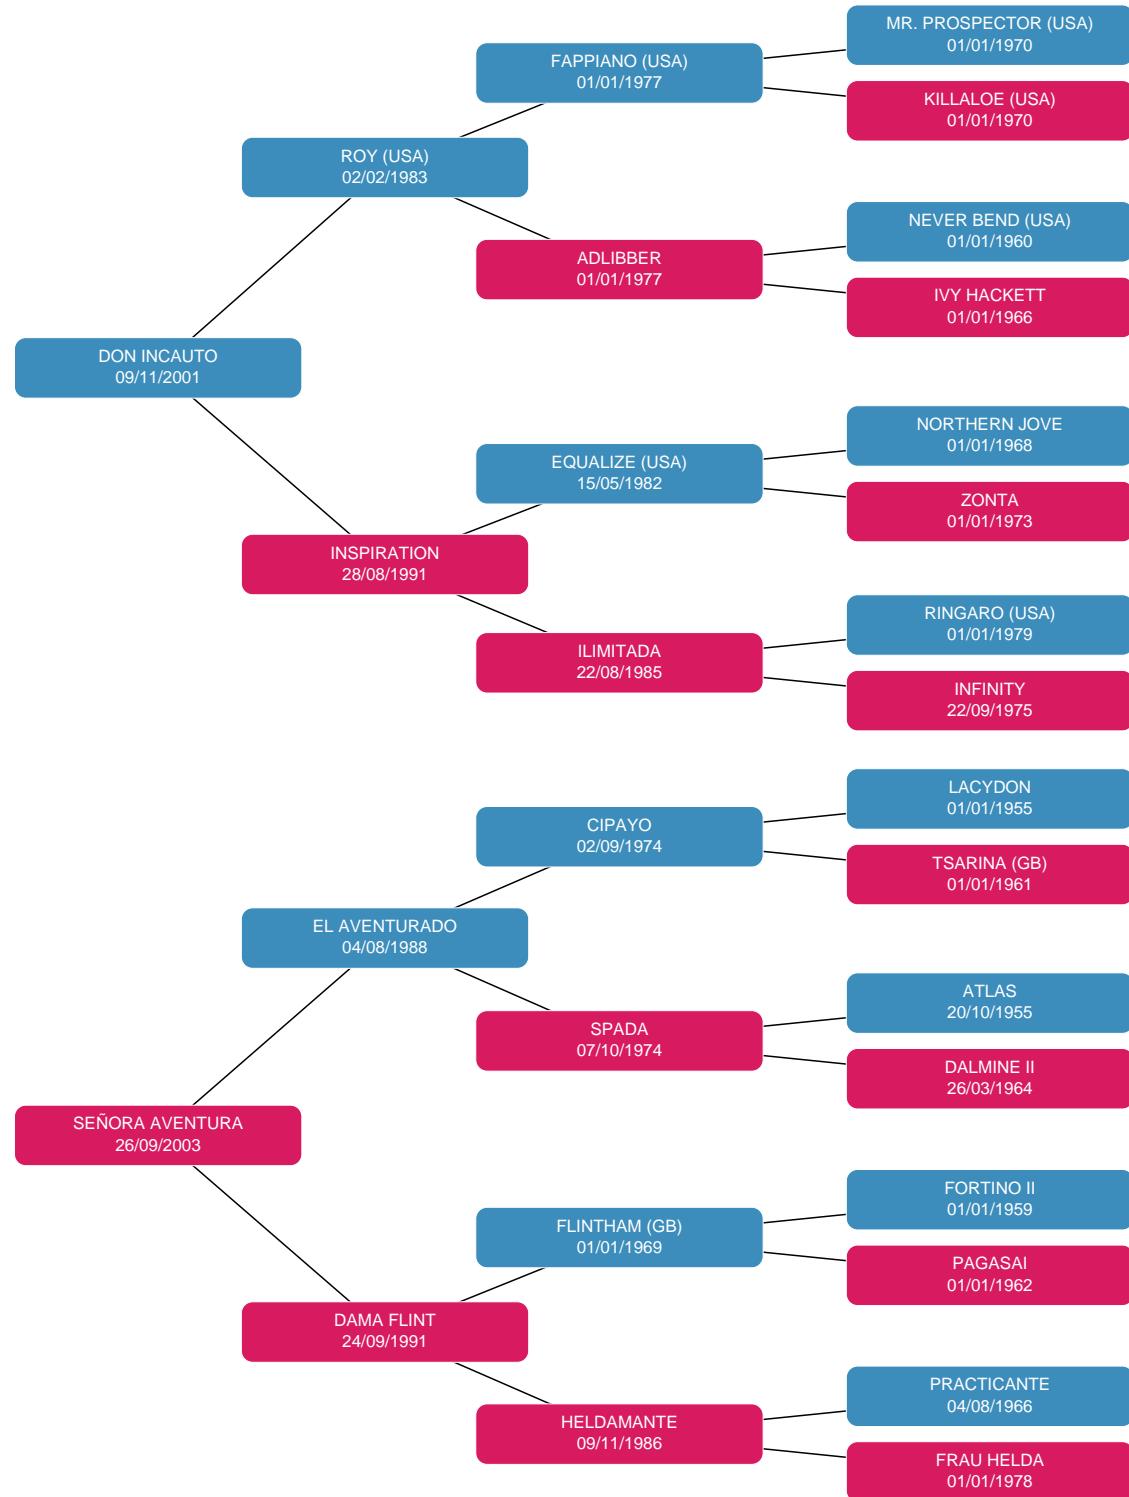 MR. PROSPECTOR (USA)
01/01/1970
FAPPIANO (USA)
01/01/1977
KILLALOE (USA)
01/01/1970
ROY (USA)
02/02/1983
NEVER BEND (USA)
01/01/1960
ADLIBBER
01/01/1977
IVY HACKETT
01/01/1966
DON INCAUTO
09/11/2001
NORTHERN JOVE
01/01/1968
EQUALIZE (USA)
15/05/1982
ZONTA
01/01/1973
INSPIRATION
28/08/1991
RINGARO (USA)
01/01/1979
ILIMITADA
22/08/1985
INFINITY
22/09/1975
LACYDON
01/01/1955
CIPAYO
02/09/1974
TSARINA (GB)
01/01/1961
EL AVENTURADO
04/08/1988
ATLAS
20/10/1955
SPADA
07/10/1974
DALMINE II
26/03/1964
SEÑORA AVENTURA
26/09/2003
FORTINO II
01/01/1959
FLINTHAM (GB)
01/01/1969
PAGASAI
01/01/1962
DAMA FLINT
24/09/1991
PRACTICANTE
04/08/1966
HELDAMANTE
09/11/1986
FRAU HELDA
01/01/1978